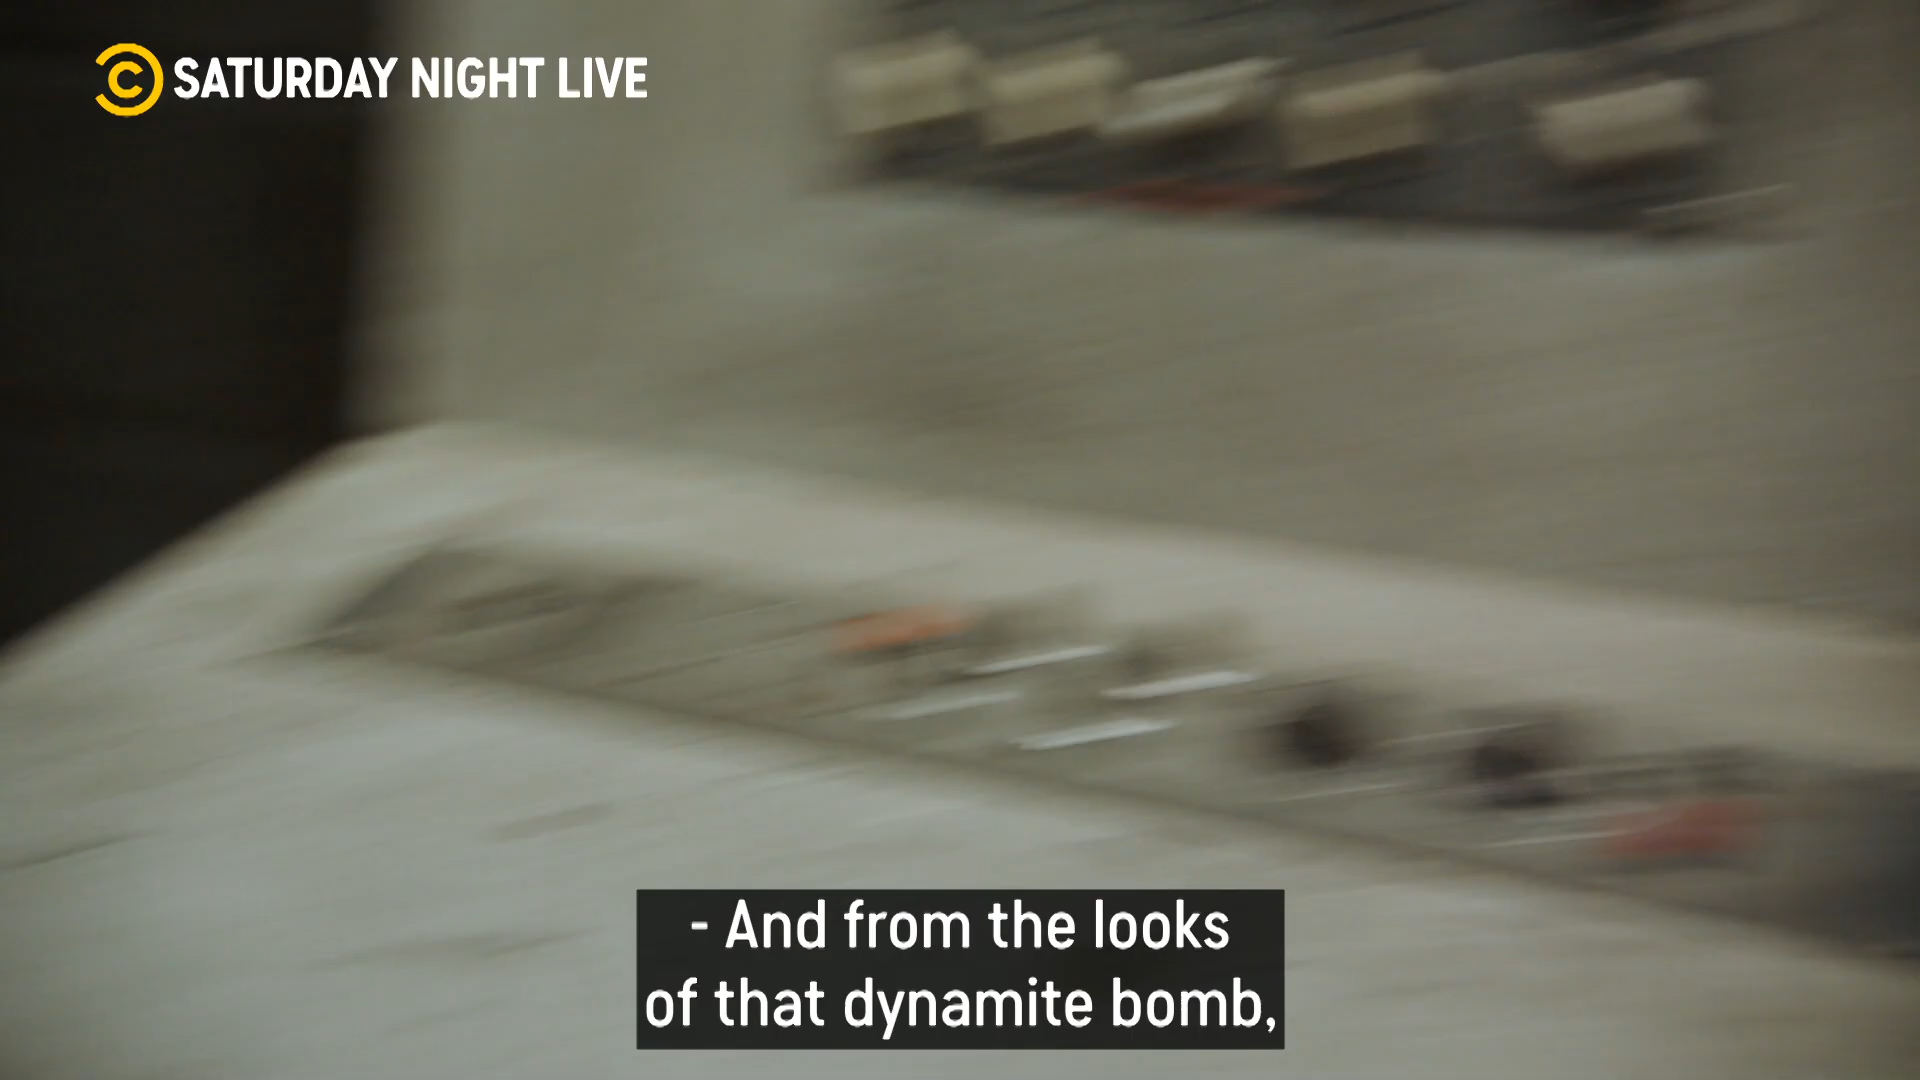 SATURDAY NIGHT LIVE
- And from the looks
of that dynamite bomb,